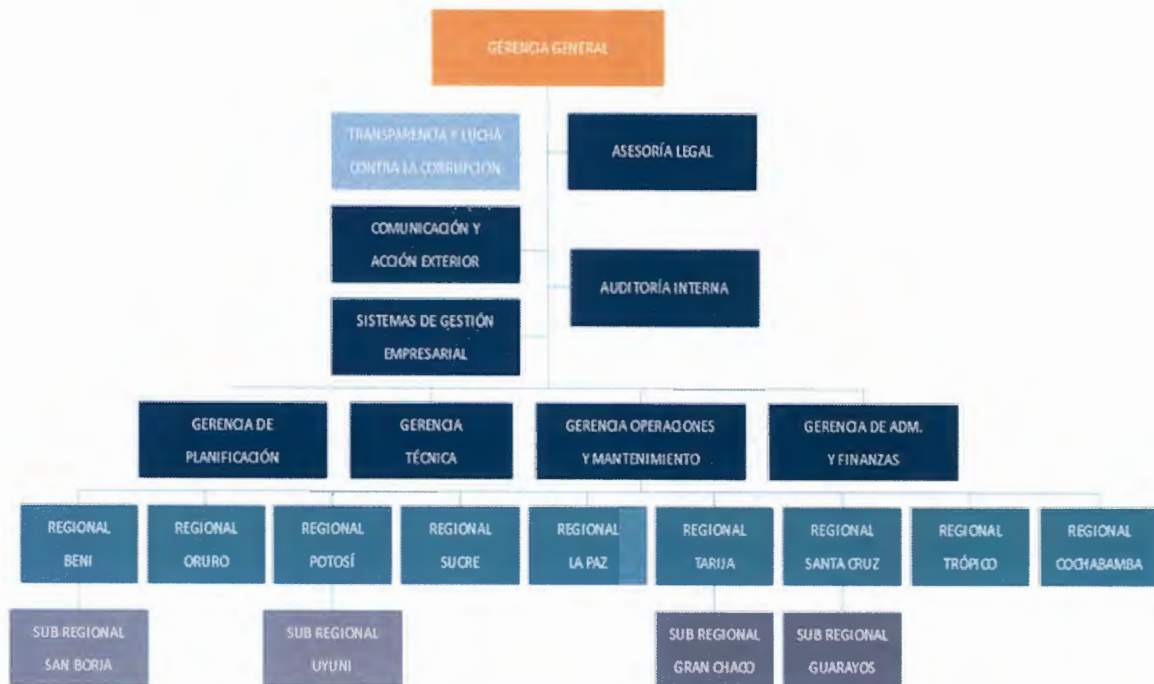 GERENCIA GENERAL
TRANSPARENCIA Y LUCHA
CONTRA LA CORRUPCIÓN
ASESORÍA LEGAL
COMUNICACIÓN Y
ACCIÓN EXTERIOR
AUDITORÍA INTERNA
SISTEMAS DE GESTIÓN
EMPRESARIAL
GERENCIA DE
PLANIFICACIÓN
GERENCIA
TÉCNICA
GERENCIA OPERACIONES
Y MANTENIMIENTO
GERENCIA DE ADM.
Y FINANZAS
REGIONAL
BENI
REGIONAL
ORURO
REGIONAL
POTOSÍ
REGIONAL
SUCRE
REGIONAL
LA PAZ
REGIONAL
TARIJA
REGIONAL
SANTA CRUZ
REGIONAL
TRÓPICO
REGIONAL
COCHABAMBA
SUB REGIONAL
SAN BORJA
SUB REGIONAL
UYUNI
SUB REGIONAL
GRAN CHACO
SUB REGIONAL
GUARAYOS